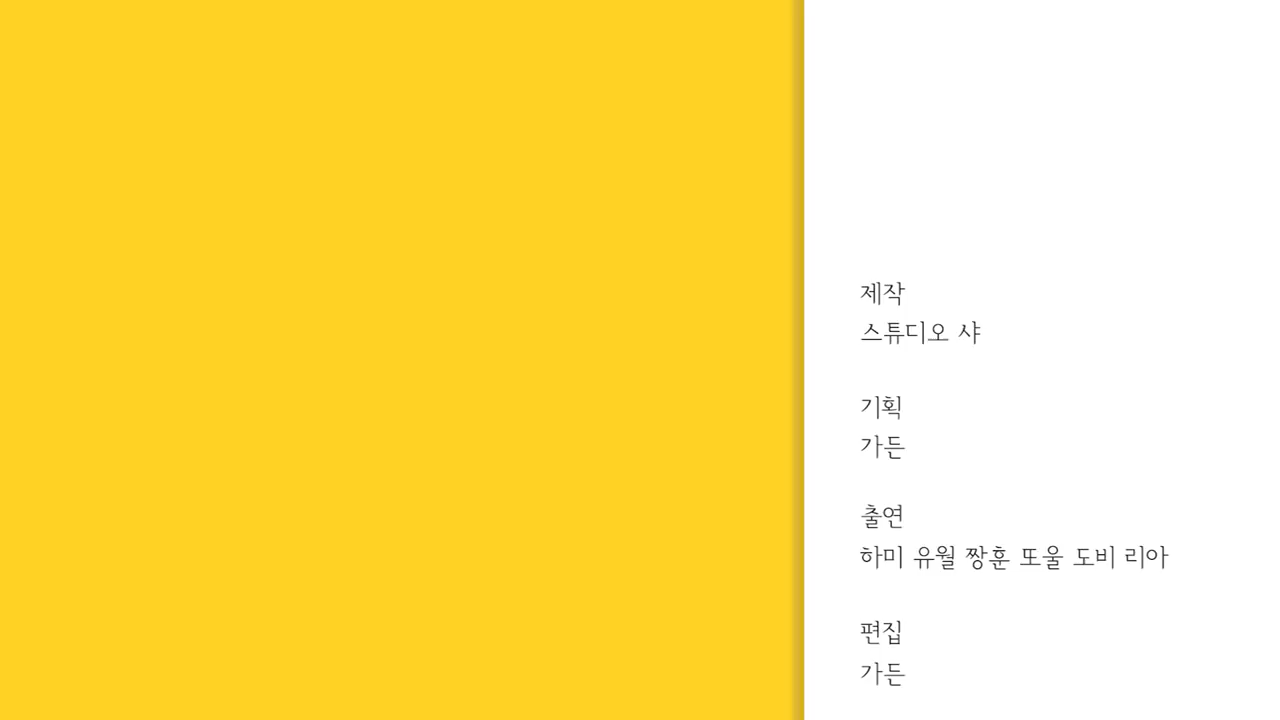 제작
스튜디오 샤
기획
가든
출연
하미 유월 짱훈 또울 도비 리아
편집
가든